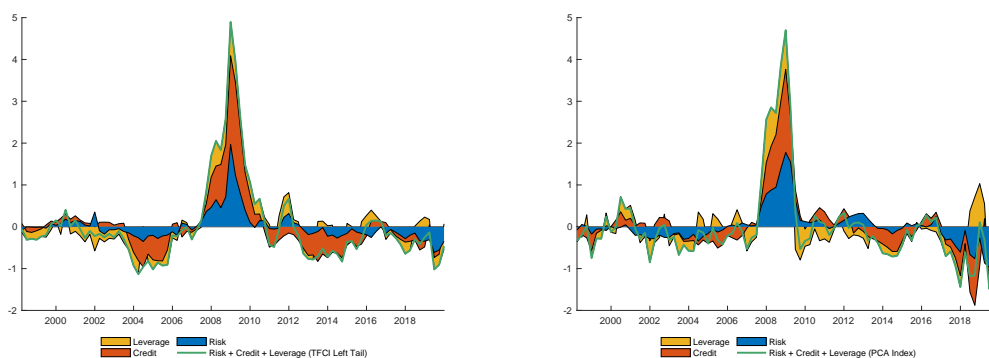 5
4
3
2
1
0
-1
-2
2000 2002 2004 2006 2008 2010 2012 2014 2016 2018
Leverage Risk
Credit Risk + Credit + Leverage (TFCI Left Tail)
5
4
3
2
1
0
-1
-2
2000 2002 2004 2006 2008 2010 2012 2014 2016 2018
Leverage Risk
Credit Risk + Credit + Leverage (PCA Index)